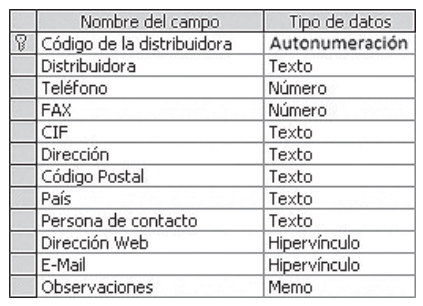 Nombre del campo Tipo de datos
Código de la distribuidora Autonumeración
Distribuidora Texto
Teléfono Número
FAX Número
CIF Texto
Dirección Texto
Código Postal Texto
País Texto
Persona de contacto Texto
Dirección Web Hipervínculo
E-Mail Hipervínculo
Observaciones Memo